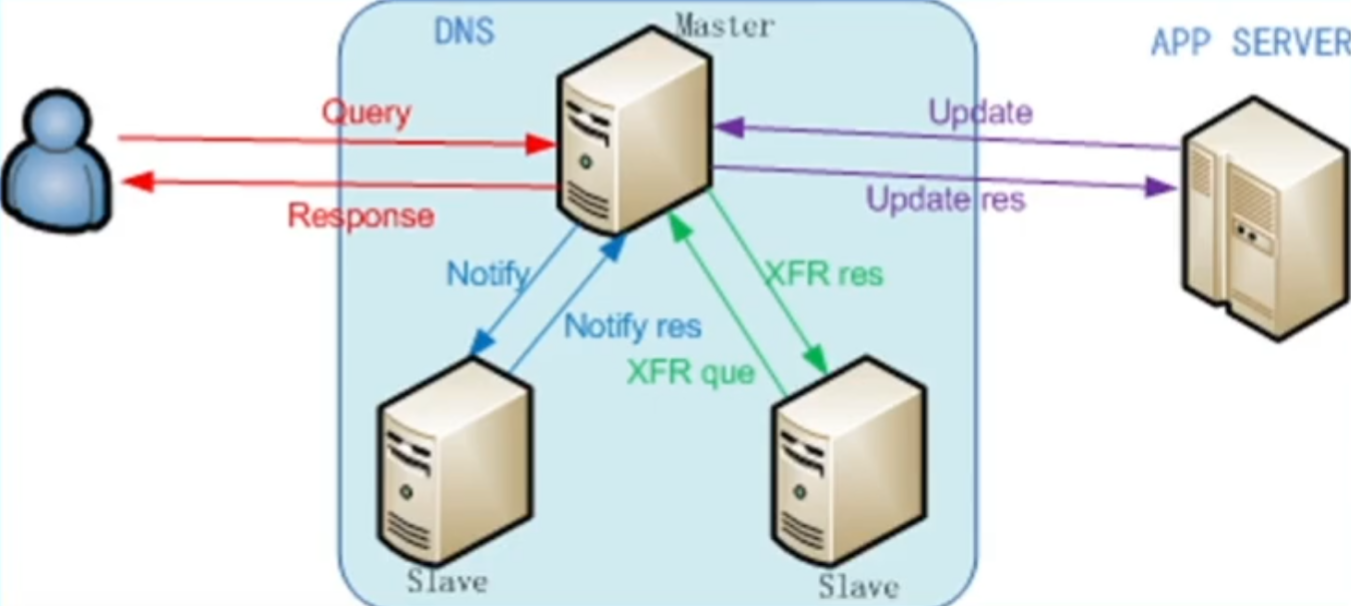 DNS
Master
APP SERVER
Query
Update
Response
Update res
Notify
XFR res
Notify res
XFR que
Slave
Slave